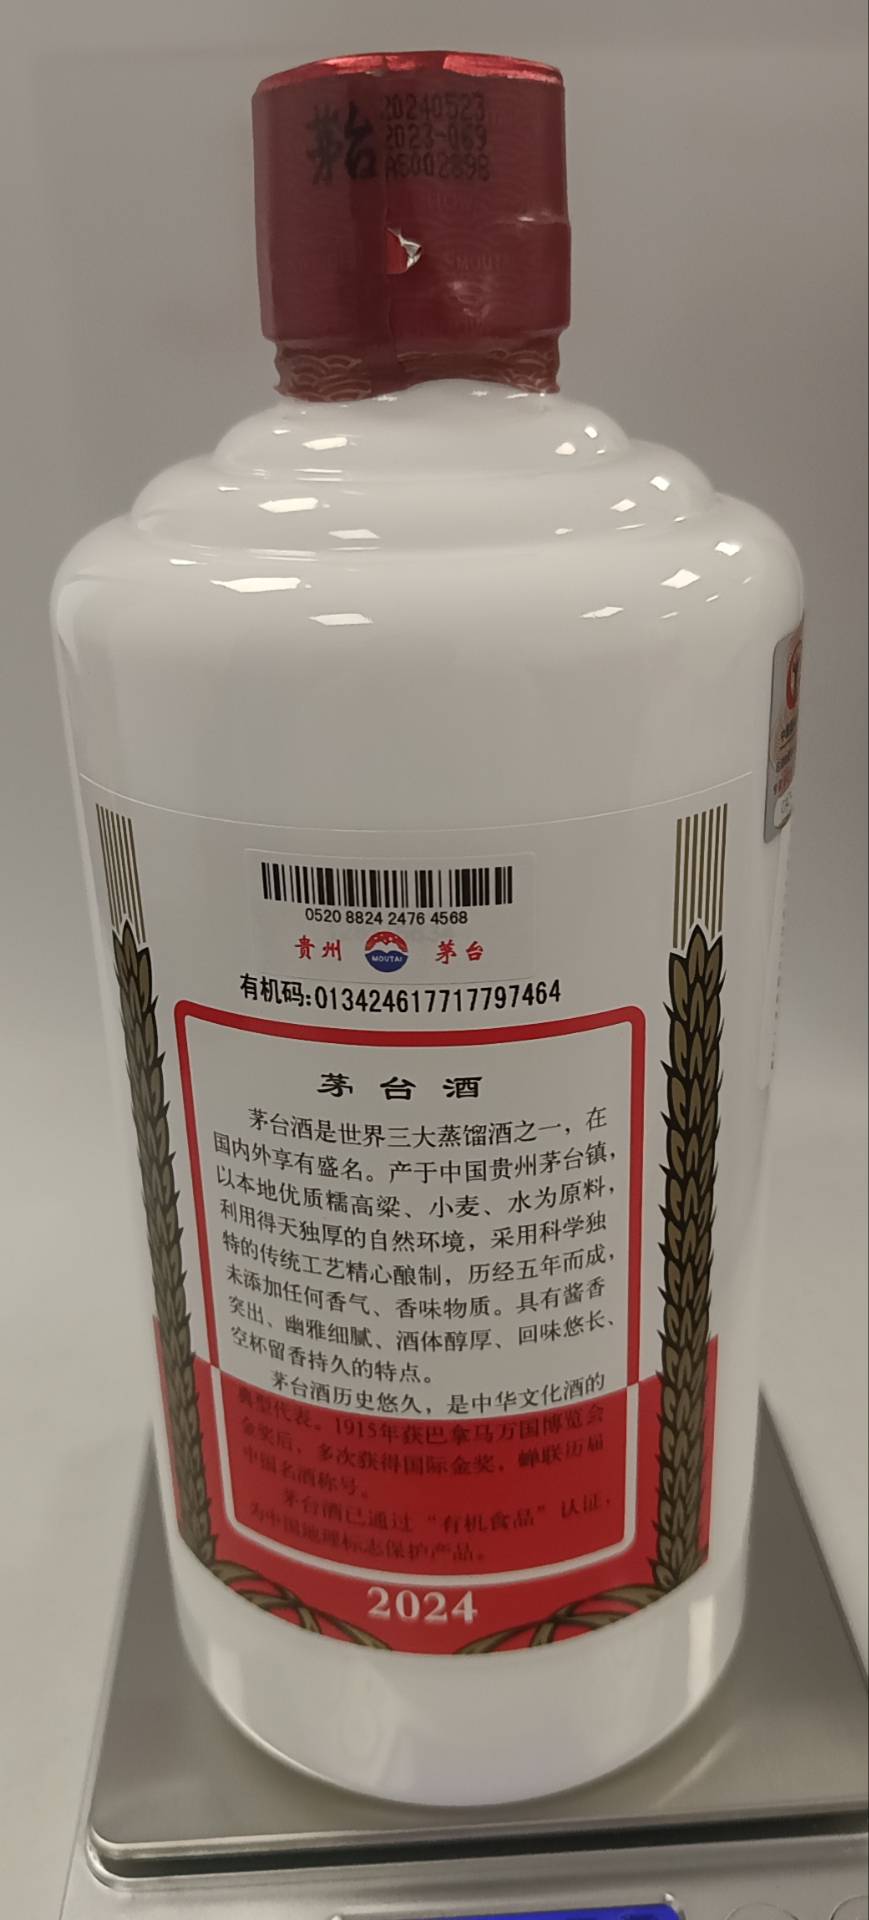 茅台
20240523
2023-069
A5002898
0520 8824 2476 4568
贵州 MOUTAI 茅台
有机码:013424617717797464
茅台酒
茅台酒是世界三大蒸馏酒之一，在
国内外享有盛名。产于中国贵州茅台镇，
以本地优质糯高粱、小麦、水为原料，
利用得天独厚的自然环境，采用科学独
特的传统工艺精心酿制，历经五年而成，
未添加任何香气、香味物质。具有酱香
突出、幽雅细腻、酒体醇厚、回味悠长、
空杯留香持久的特点。
茅台酒历史悠久，是中华文化酒的
典型代表。1915年获巴拿马万国博览会
金奖后，多次获得国际金奖，蝉联历届
中国名酒称号。
茅台酒已通过“有机食品”认证，
为中国地理标志保护产品。
2024